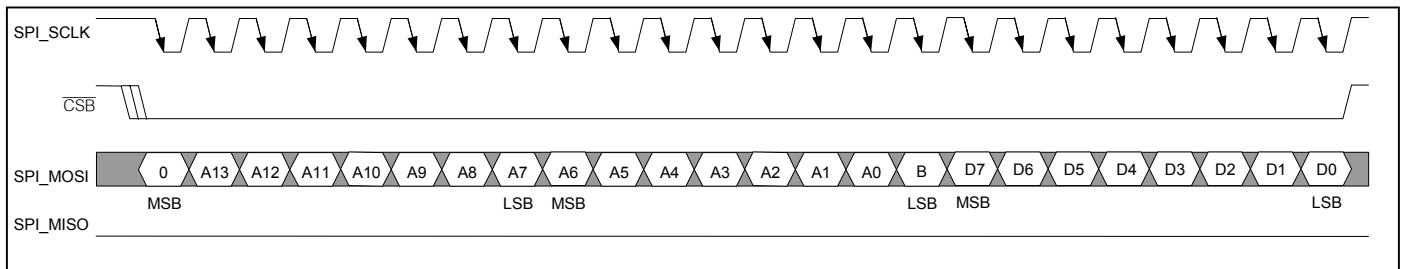 SPI_SCLK
CSB
SPI_MOSI 0 A13 A12 A11 A10 A9 A8 A7 A6 A5 A4 A3 A2 A1 A0 B D7 D6 D5 D4 D3 D2 D1 D0
MSB LSB MSB LSB MSB LSB
SPI_MISO